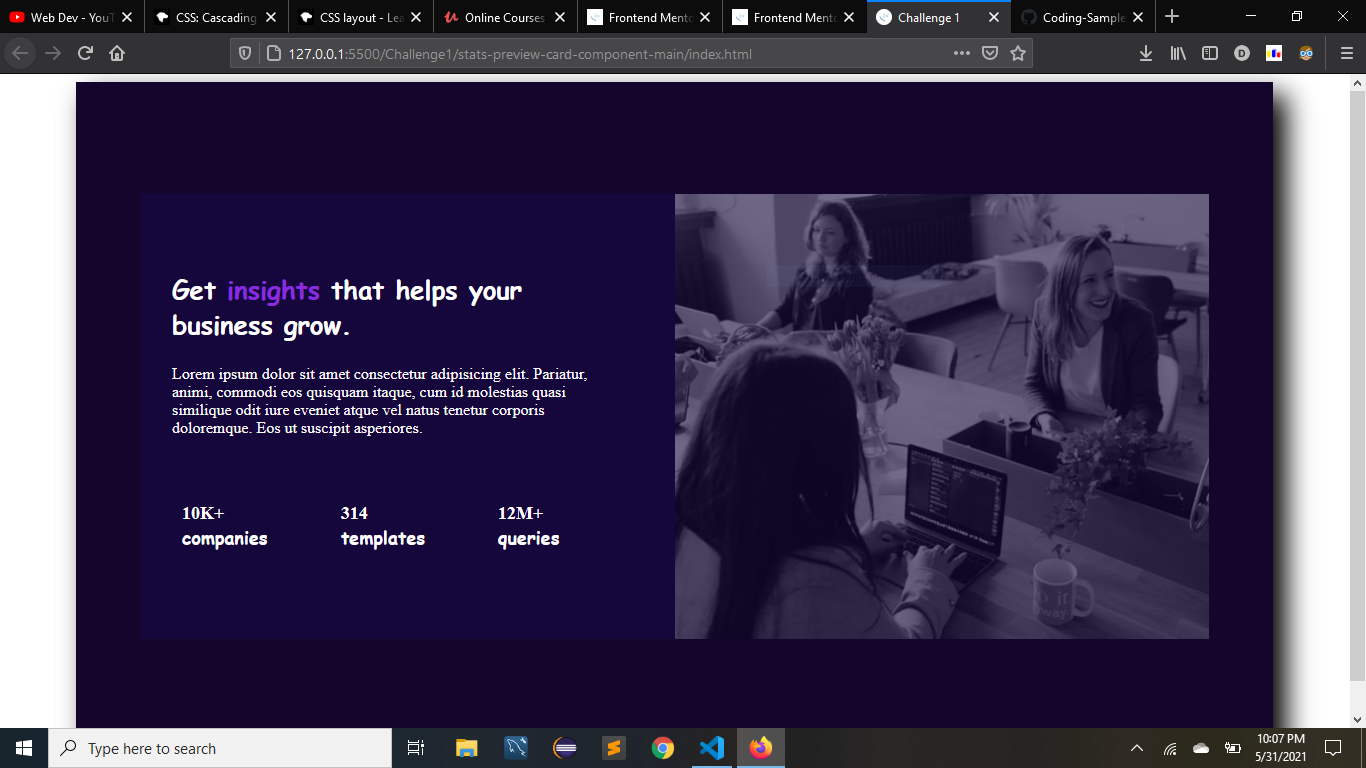 Web Dev - YouT
CSS: Cascading
CSS layout - Lea
Online Courses
Frontend Mento
Frontend Mento
Challenge 1
Coding-Sample
127.0.0.1:5500/Challenge1/stats-preview-card-component-main/index.html
D
Get insights that helps your
business grow.
Lorem ipsum dolor sit amet consectetur adipisicing elit. Pariatur,
animi, commodi eos quisquam itaque, cum id molestias quasi
similique odit iure eveniet atque vel natus tenetur corporis
doloremque. Eos ut suscipit asperiores.
10K+
companies
314
templates
12M+
queries
Type here to search
10:07 PM
5/31/2021